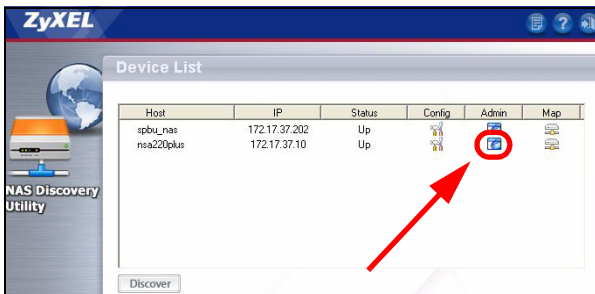 ZyXEL
Device List
Host IP Status Config Admin Map
spbu_nas 172.17.37.202 Up
nsa220plus 172.17.37.10 Up
NAS Discovery
Utility
Discover